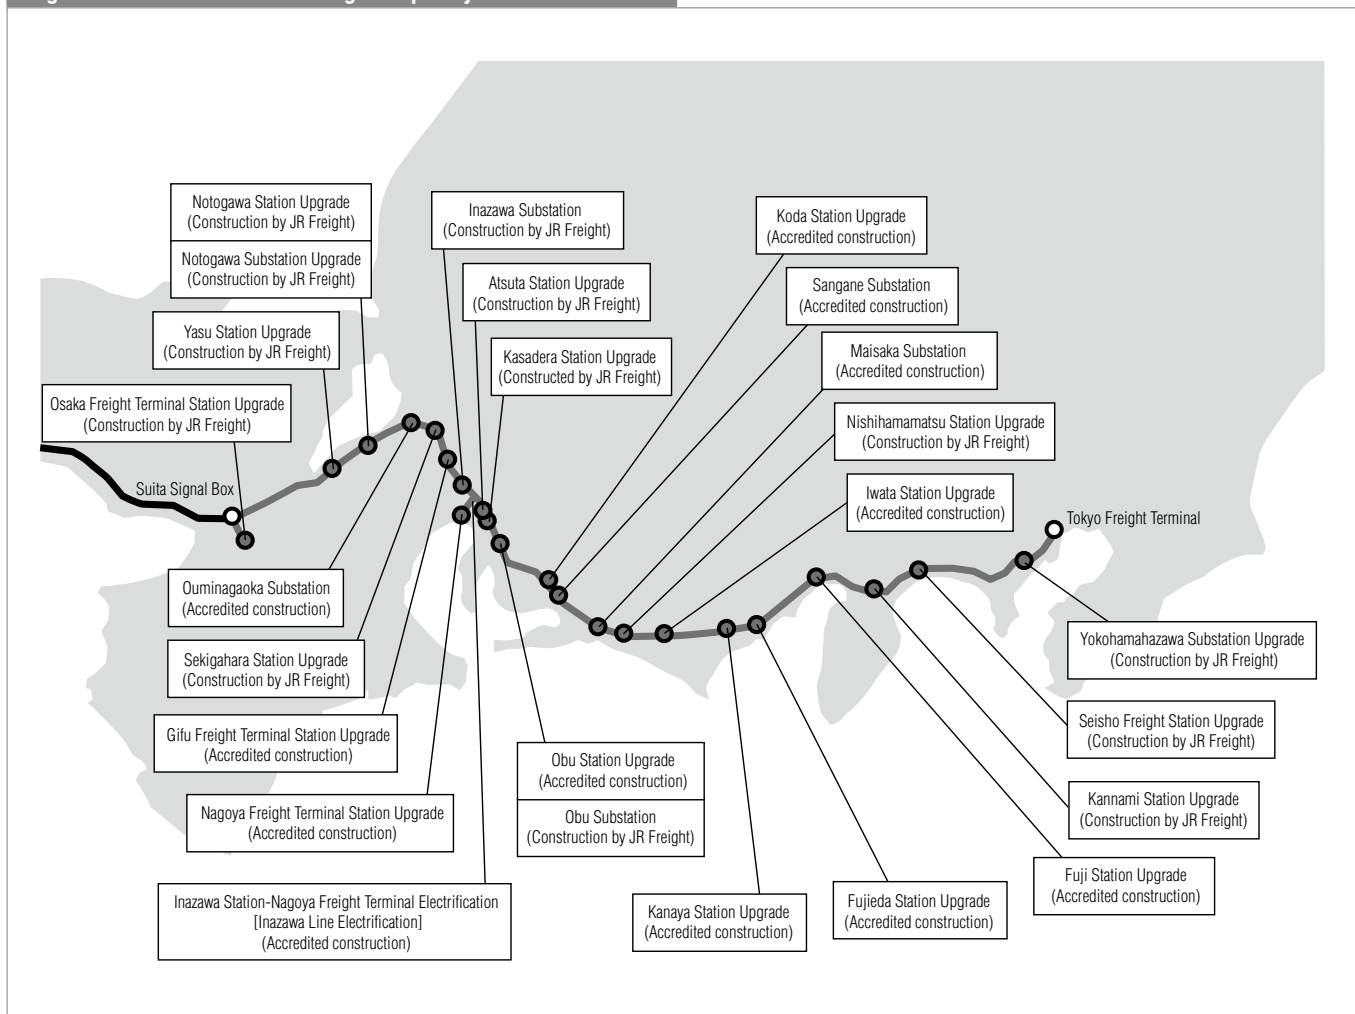 Notogawa Station Upgrade
(Construction by JR Freight)
Notogawa Substation Upgrade
(Construction by JR Freight)
Yasu Station Upgrade
(Construction by JR Freight)
Osaka Freight Terminal Station Upgrade
(Construction by JR Freight)
Suita Signal Box
Inazawa Substation
(Construction by JR Freight)
Atsuta Station Upgrade
(Construction by JR Freight)
Kasadera Station Upgrade
(Constructed by JR Freight)
Koda Station Upgrade
(Accredited construction)
Sangane Substation
(Accredited construction)
Maisaka Substation
(Accredited construction)
Nishihamamatsu Station Upgrade
(Construction by JR Freight)
Iwata Station Upgrade
(Accredited construction)
Tokyo Freight Terminal
Ouminagaoka Substation
(Accredited construction)
Sekigahara Station Upgrade
(Construction by JR Freight)
Gifu Freight Terminal Station Upgrade
(Accredited construction)
Nagoya Freight Terminal Station Upgrade
(Accredited construction)
Inazawa Station-Nagoya Freight Terminal Electrification
[Inazawa Line Electrification]
(Accredited construction)
Obu Station Upgrade
(Accredited construction)
Obu Substation
(Construction by JR Freight)
Kanaya Station Upgrade
(Accredited construction)
Fujieda Station Upgrade
(Accredited construction)
Yokohamahazawa Substation Upgrade
(Construction by JR Freight)
Seisho Freight Station Upgrade
(Construction by JR Freight)
Kannami Station Upgrade
(Construction by JR Freight)
Fuji Station Upgrade
(Accredited construction)